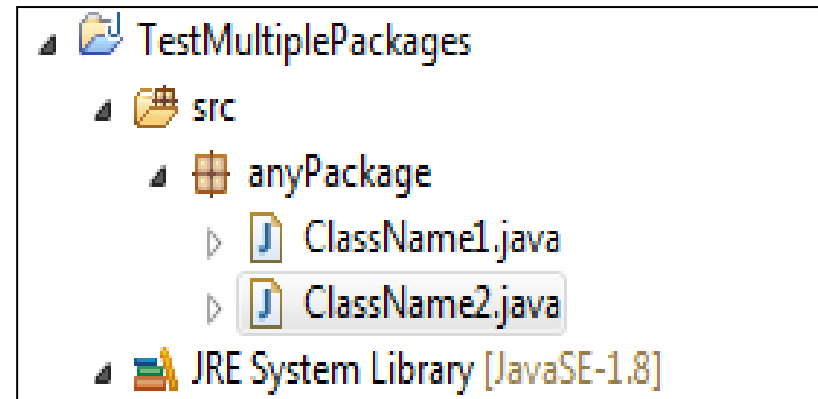 TestMultiplePackages
src
anyPackage
ClassName1.java
ClassName2.java
JRE System Library [JavaSE-1.8]